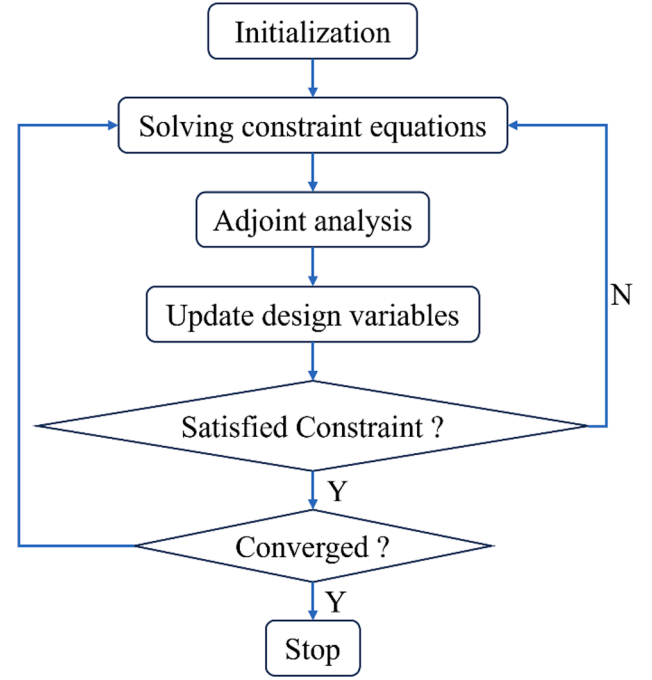 Initialization
Solving constraint equations
Adjoint analysis
Update design variables
N
Satisfied Constraint ?
Y
Converged ?
Y
Stop